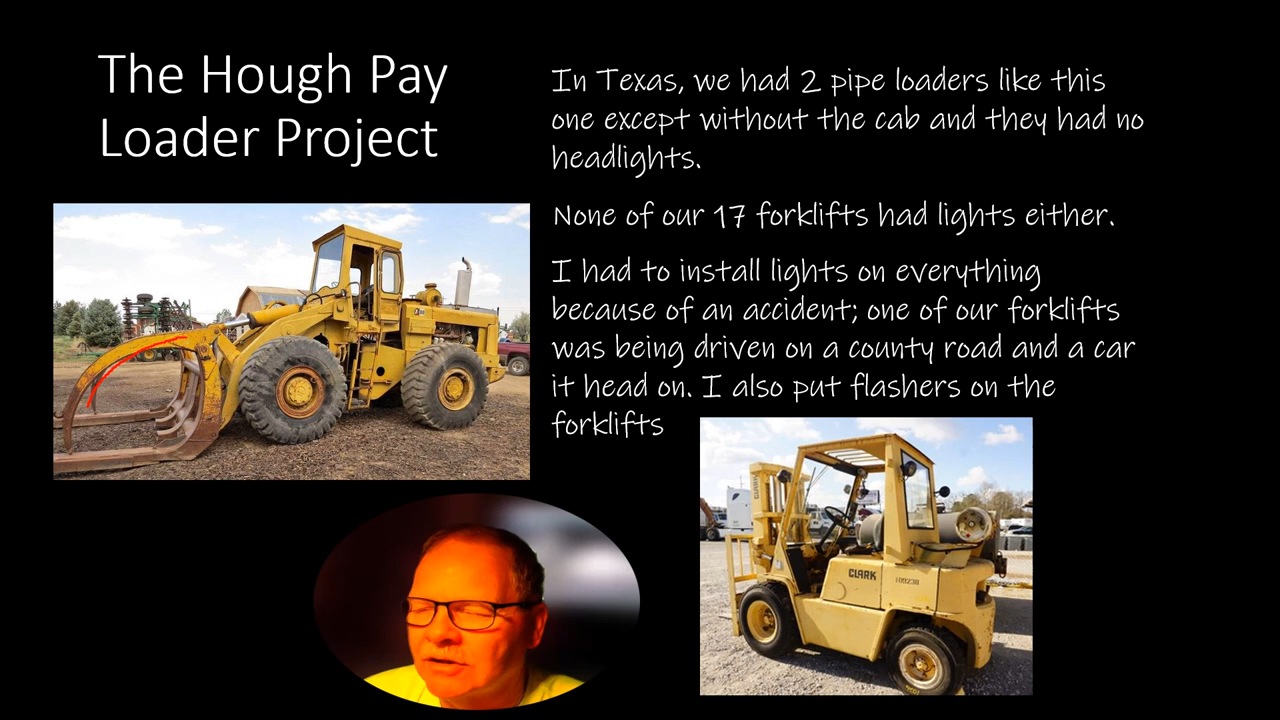 The Hough Pay
Loader Project
In Texas, we had 2 pipe loaders like this
one except without the cab and they had no
headlights.
None of our 17 forklifts had lights either.
I had to install lights on everything
because of an accident; one of our forklifts
was being driven on a county road and a car
it head on. I also put flashers on the
forklifts
CLARK